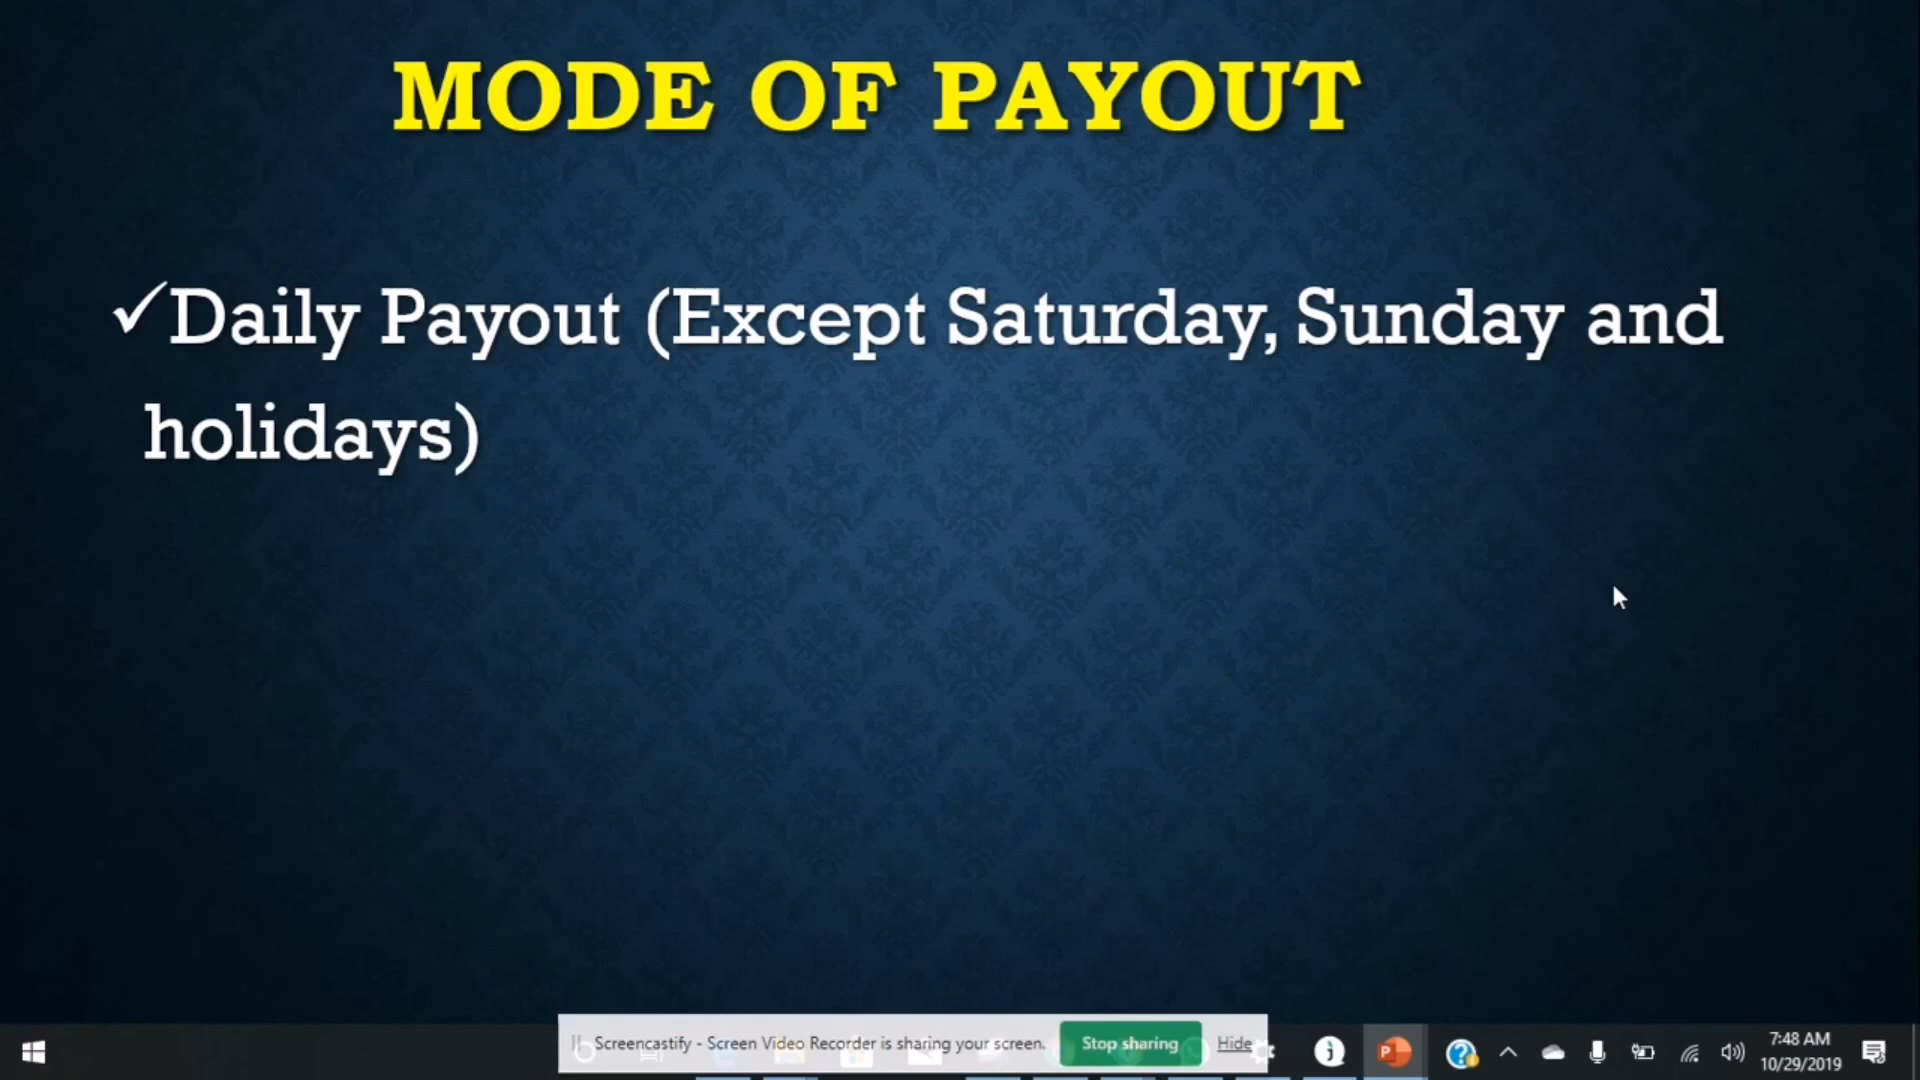 MODE OF PAYOUT
✓Daily Payout (Except Saturday, Sunday and
holidays)
Screencastify - Screen Video Recorder is sharing your screen. Stop sharing Hide
7:48 AM
10/29/2019